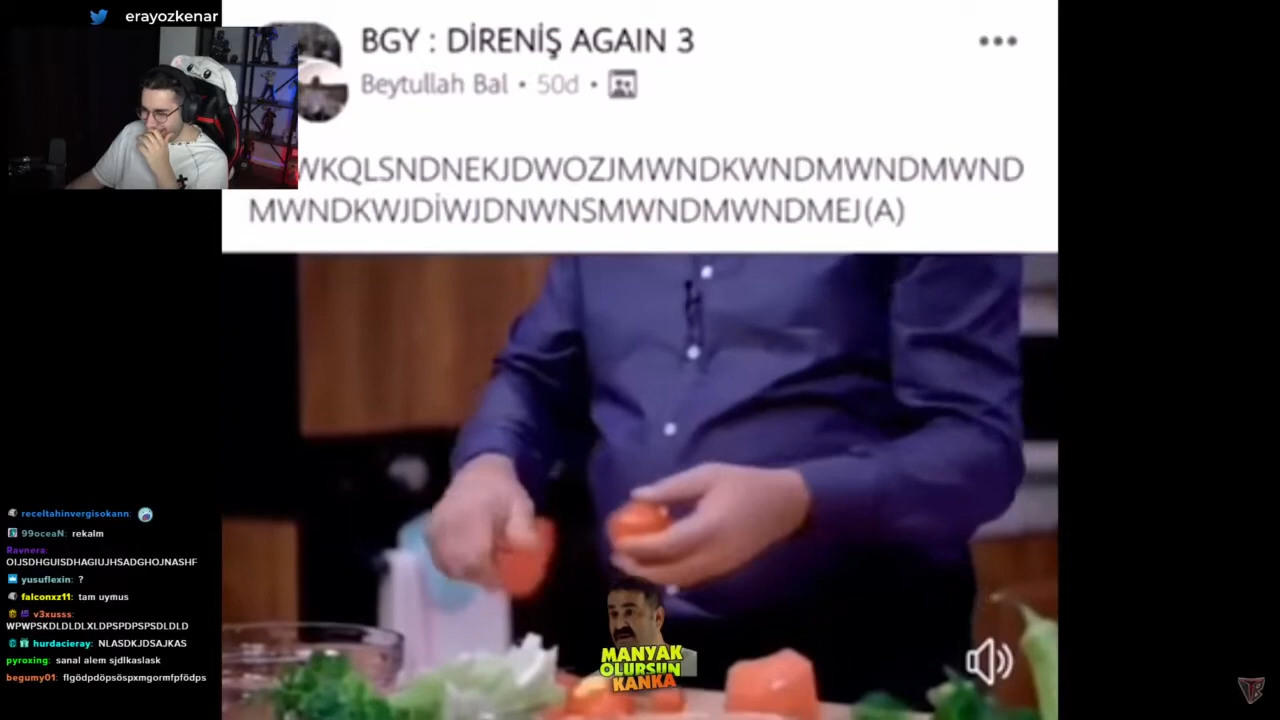 erayozkenar
BGY : DİRENİŞ AGAIN 3
Beytullah Bal • 50d •
WKQLSNDNEKJDWOZJMWNDKWNDMWNDMWND
MWNDKWJDİWJDNWNSMWNDMWNDMEJ(A)
receltahinvergisokann:
99oceaN: rekalm
Ravnera:
OIJSDHGUISDHAGIUJHSADGHOJNASHF
yusuflexin: ?
falconxz11: tam uymus
v3xusss:
WPWPSKDLDLDLXLDPSPDPSPSDLDLD
hurdacieray: NLASDKJDSAJKAS
pyroxing: sanal alem sjdlkaslask
begumy01: flgödpdöpsöspxmgormfpfödps
MANYAK
OLURSUN
KANKA